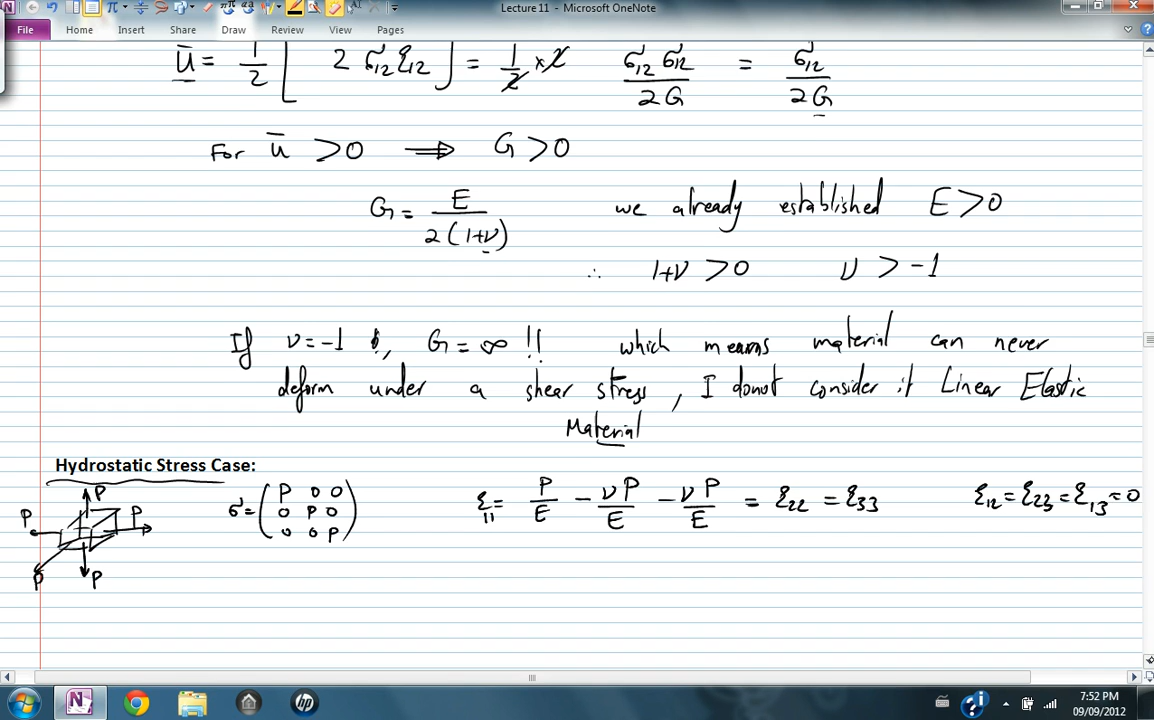 Lecture 11 - Microsoft OneNote
File Home Insert Share Draw Review View Pages
ū = 1/2 [ 2 σ12 ε12 ] = 1/2 × 2 σ12 σ12 / 2G = σ12 / 2G
For ū > 0 ⟹ G > 0
G = E / 2(1+ν) we already established E > 0
∴ 1+ν > 0 ν > -1
If ν = -1 , G = ∞ !! which means material can never
deform under a shear stress , I donot consider it Linear Elastic
Material
Hydrostatic Stress Case:
P P P P P
σ = ( P 0 0
0 P 0
0 0 P ) ε11 = P/E - νP/E - νP/E = ε22 = ε33 ε12 = ε23 = ε13 = 0
7:52 PM
09/09/2012